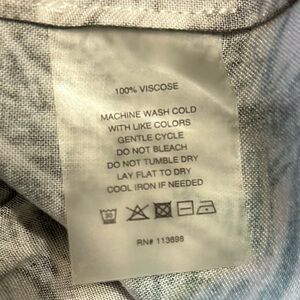 100% VISCOSE
MACHINE WASH COLD
WITH LIKE COLORS
GENTLE CYCLE
DO NOT BLEACH
DO NOT TUMBLE DRY
LAY FLAT TO DRY
COOL IRON IF NEEDED
RN# 113898